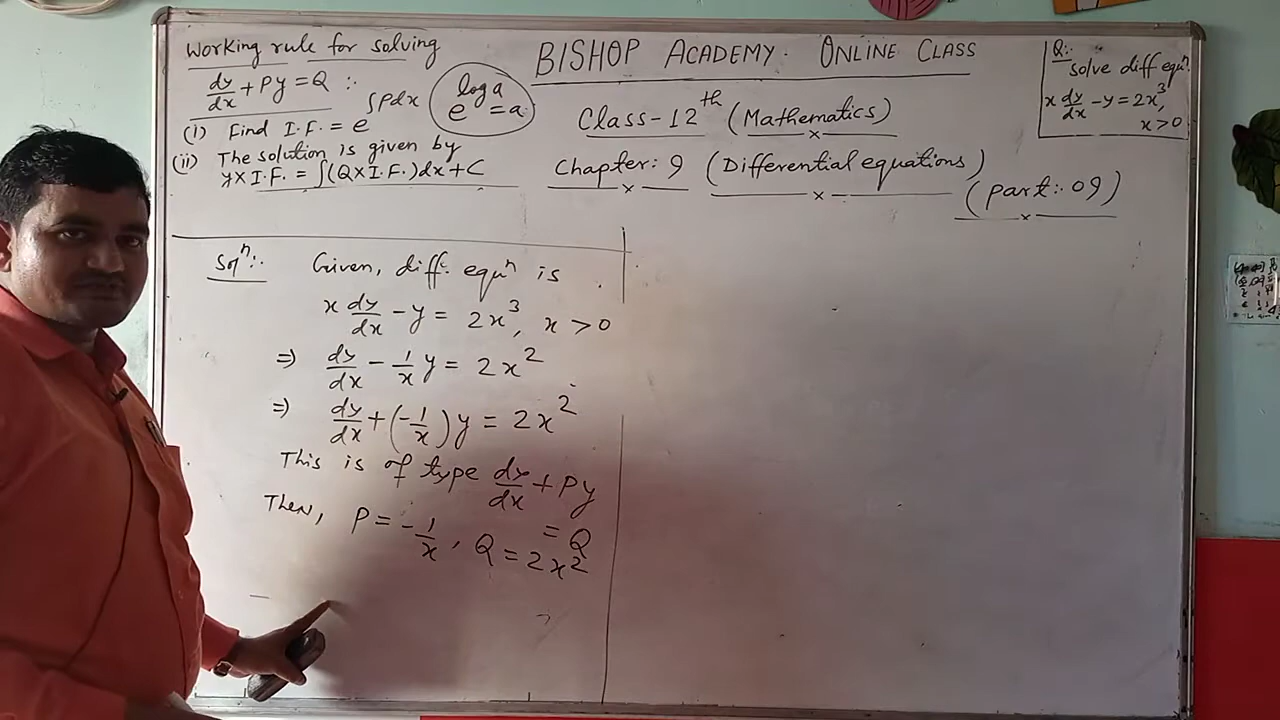 Working rule for solving
dy/dx + Py = Q :-
(i) Find I.F. = e^∫Pdx
(ii) The solution is given by
y×I.F. = ∫(Q×I.F.)dx+C
e^log a = a
BISHOP ACADEMY: ONLINE CLASS
Class-12th (Mathematics)
Chapter: 9 (Differential equations)
(Part:- 09)
Q:-
Solve diff equⁿ
x dy/dx - y = 2x³,
x>0
Solⁿ:- Given, diff. equⁿ is
x dy/dx - y = 2x³, x > 0
⇒ dy/dx - 1/x y = 2x²
⇒ dy/dx + (-1/x)y = 2x²
This is of type dy/dx + Py
= Q
Then, P = -1/x, Q = 2x²